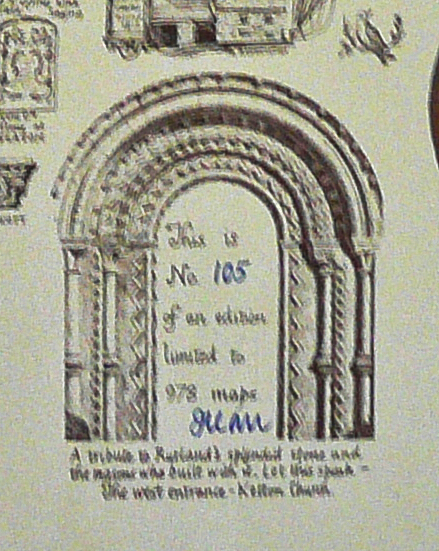 This is
No 105
of an edition
limited to
978 maps
A tribute to Rutland's splendid stone and
the masons who built with it. Let this speak –
the west entrance – Ketton Church